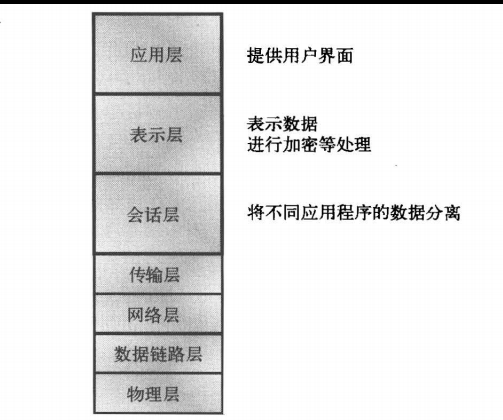 应用层
提供用户界面
表示层
表示数据
进行加密等处理
会话层
将不同应用程序的数据分离
传输层
网络层
数据链路层
物理层